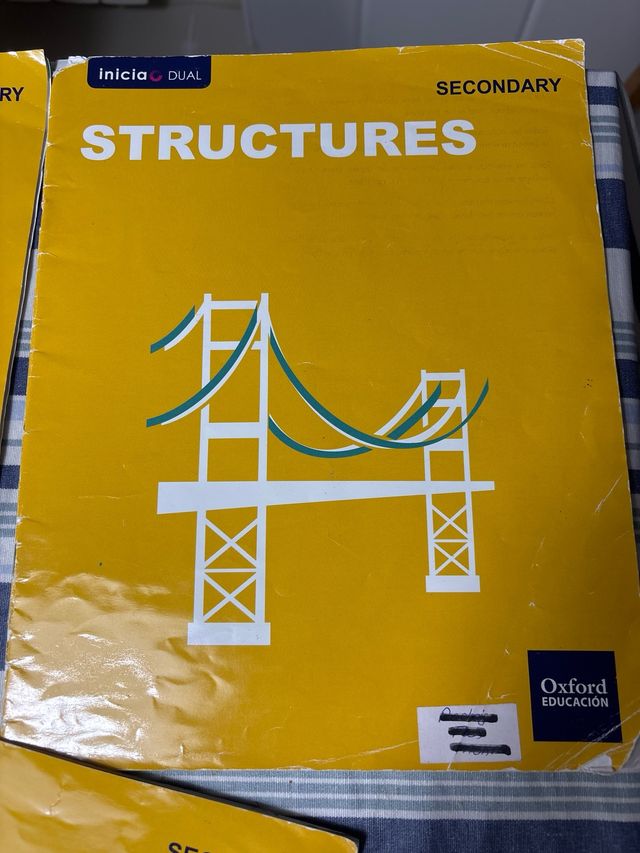 RY
inicia DUAL
SECONDARY
STRUCTURES
Oxford
EDUCACIÓN